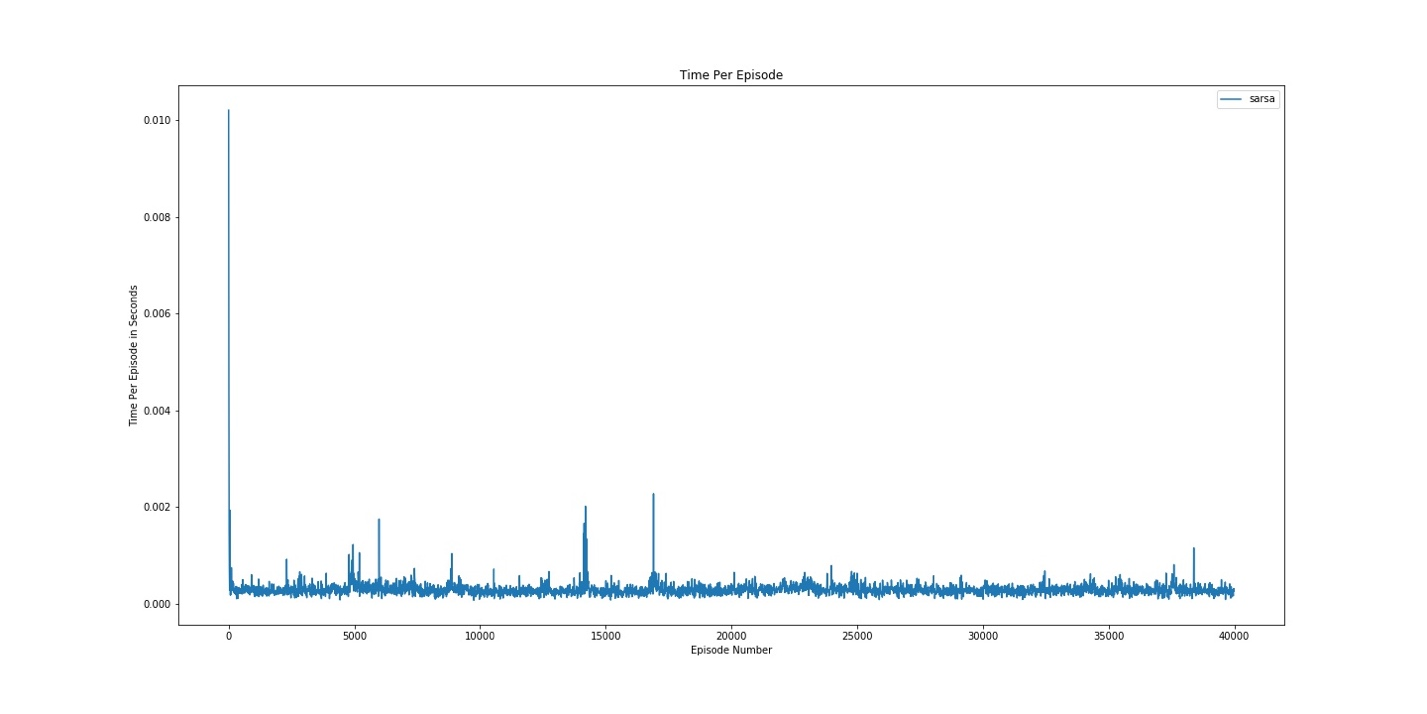 Time Per Episode
sarsa
0.010
0.008
0.006
0.004
0.002
0.000
Time Per Episode in Seconds
0 5000 10000 15000 20000 25000 30000 35000 40000
Episode Number